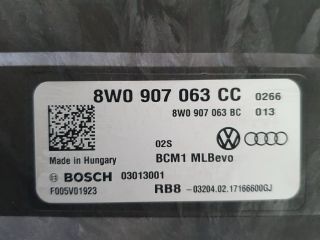 8W0 907 063 CC 0266
8W0 907 063 BC 013
02S
Made in Hungary BCM1 MLBevo
BOSCH 03013001
F005V01923 RB8 -03204.02.17166600GJ